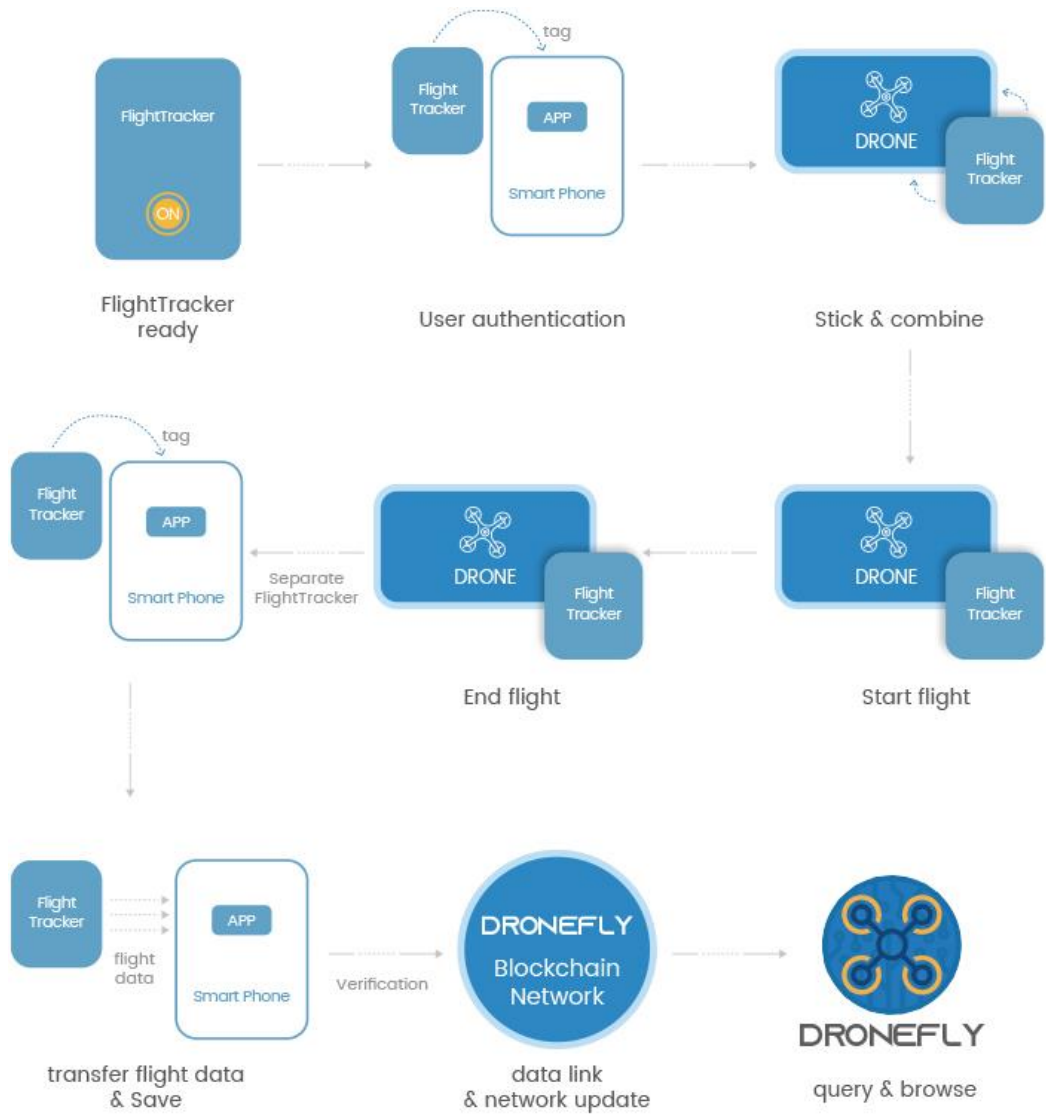 tag
FlightTracker
ON
Flight
Tracker
APP
Smart Phone
DRONE
Flight
Tracker
FlightTracker
ready
User authentication
Stick & combine
tag
Flight
Tracker
APP
Smart Phone
Separate
FlightTracker
DRONE
Flight
Tracker
DRONE
Flight
Tracker
End flight
Start flight
Flight
Tracker
flight
data
APP
Smart Phone
Verification
DRONEFLY
Blockchain
Network
DRONEFLY
transfer flight data
& Save
data link
& network update
query & browse